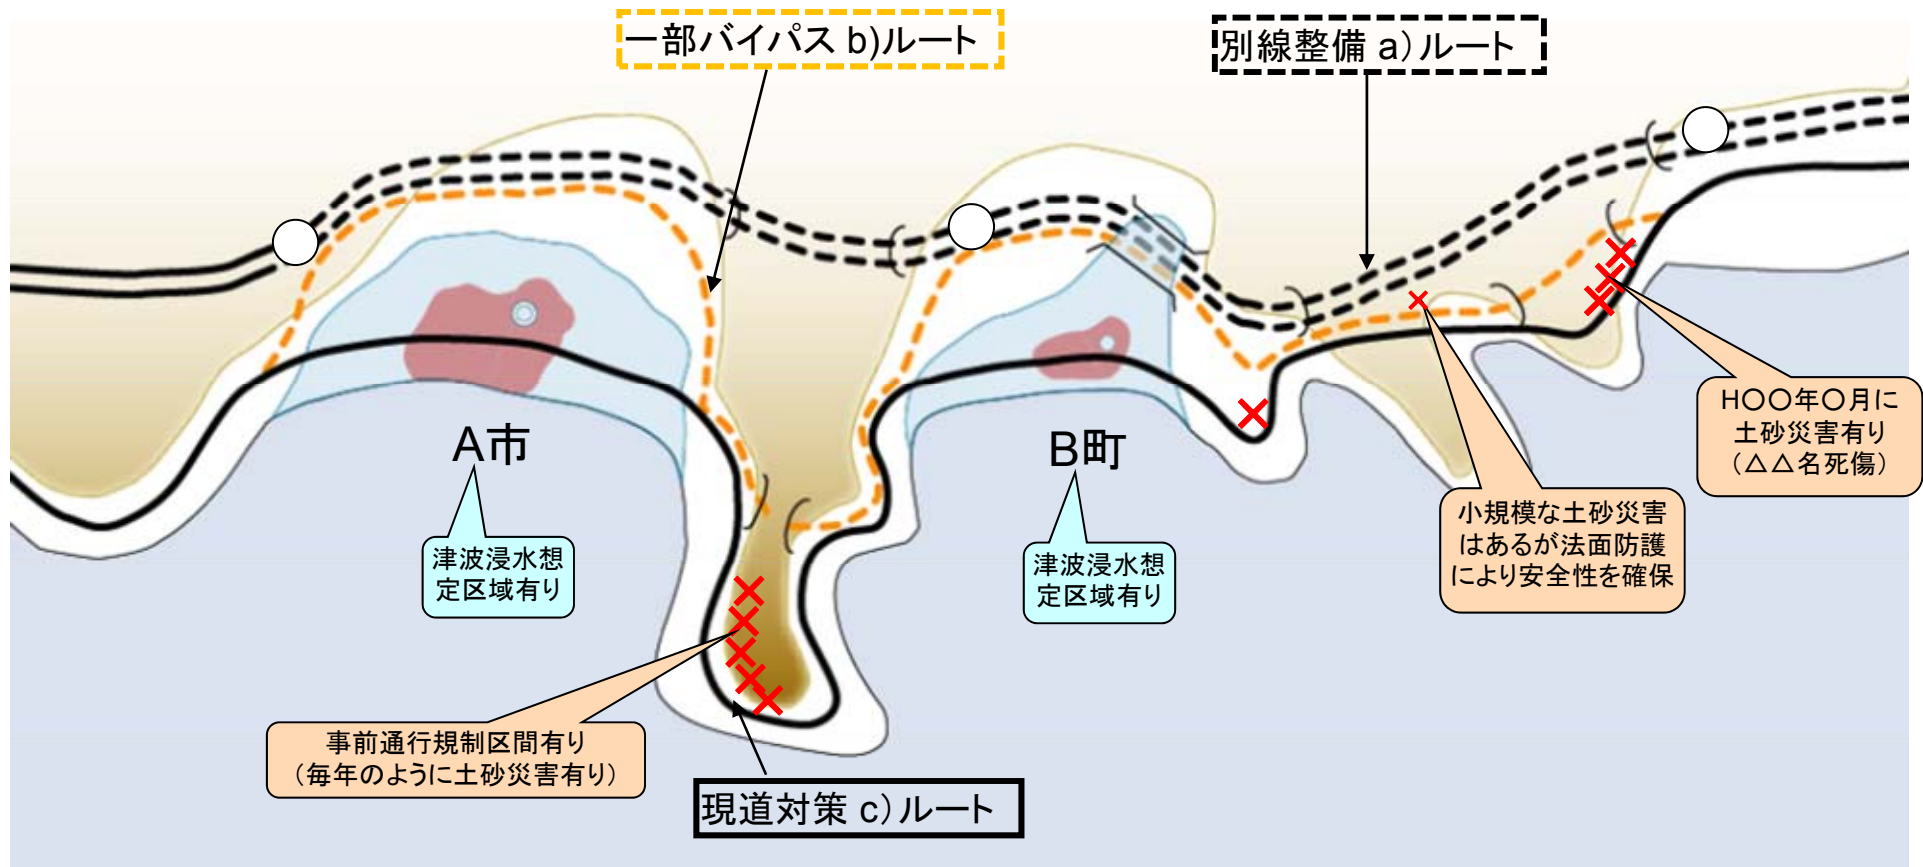 一部バイパス b)ルート
別線整備 a)ルート
A市
津波浸水想
定区域有り
B町
津波浸水想
定区域有り
H〇〇年〇月に
土砂災害有り
(△△名死傷)
小規模な土砂災害
はあるが法面防護
により安全性を確保
事前通行規制区間有り
(毎年のように土砂災害有り)
現道対策 c)ルート